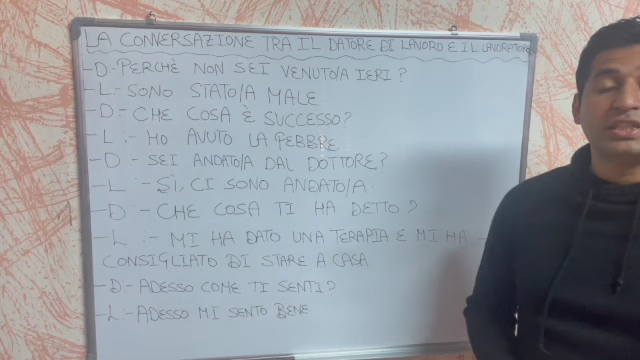 LA CONVERSAZIONE TRA IL DATORE DI LAVORO E IL LAVORATORE
-D:-PERCHÈ NON SEI VENUTO/A IERI?
-L:-SONO STATO/A MALE
-D:-CHE COSA È SUCCESSO?
-L:-HO AVUTO LA FEBBRE
-D:-SEI ANDATO/A DAL DOTTORE?
-L:-SÌ, CI SONO ANDATO/A.
-D:-CHE COSA TI HA DETTO?
-L:-MI HA DATO UNA TERAPIA E MI HA
CONSIGLIATO DI STARE A CASA
-D:-ADESSO COME TI SENTI?
-L:-ADESSO MI SENTO BENE